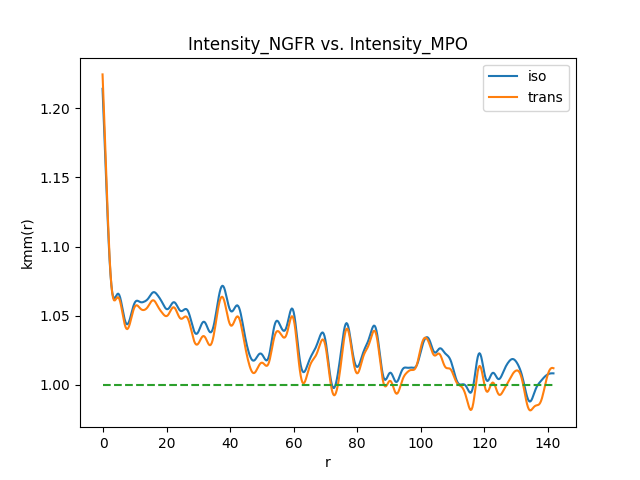 Intensity_NGFR vs. Intensity_MPO
iso
trans
1.20
1.15
1.10
1.05
1.00
kmm(r)
0 20 40 60 80 100 120 140
r